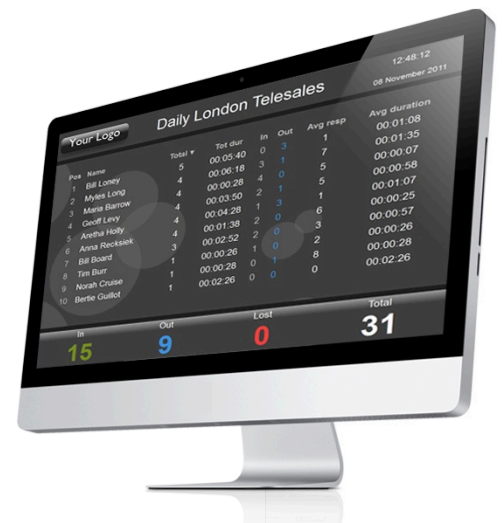 12:48:12
08 November 2011
Your Logo
Daily London Telesales
Pos Name Total ▼ Tot dur In Out Avg resp Avg duration
1 Bill Loney 5 00:05:40 0 3 1 00:01:08
2 Myles Long 4 00:06:18 3 1 7 00:01:35
3 Maria Barrow 4 00:00:28 4 0 5 00:00:07
4 Geoff Levy 4 00:03:50 2 1 5 00:00:58
5 Aretha Holly 4 00:04:28 1 3 1 00:01:07
6 Anna Recksiek 4 00:01:38 2 0 6 00:00:25
7 Bill Board 3 00:02:52 2 0 3 00:00:57
8 Tim Burr 1 00:00:26 0 0 2 00:00:26
9 Norah Cruise 1 00:00:28 0 1 8 00:00:28
10 Bertie Guillot 1 00:02:26 0 0 0 00:02:26
In Out Lost Total
15 9 0 31